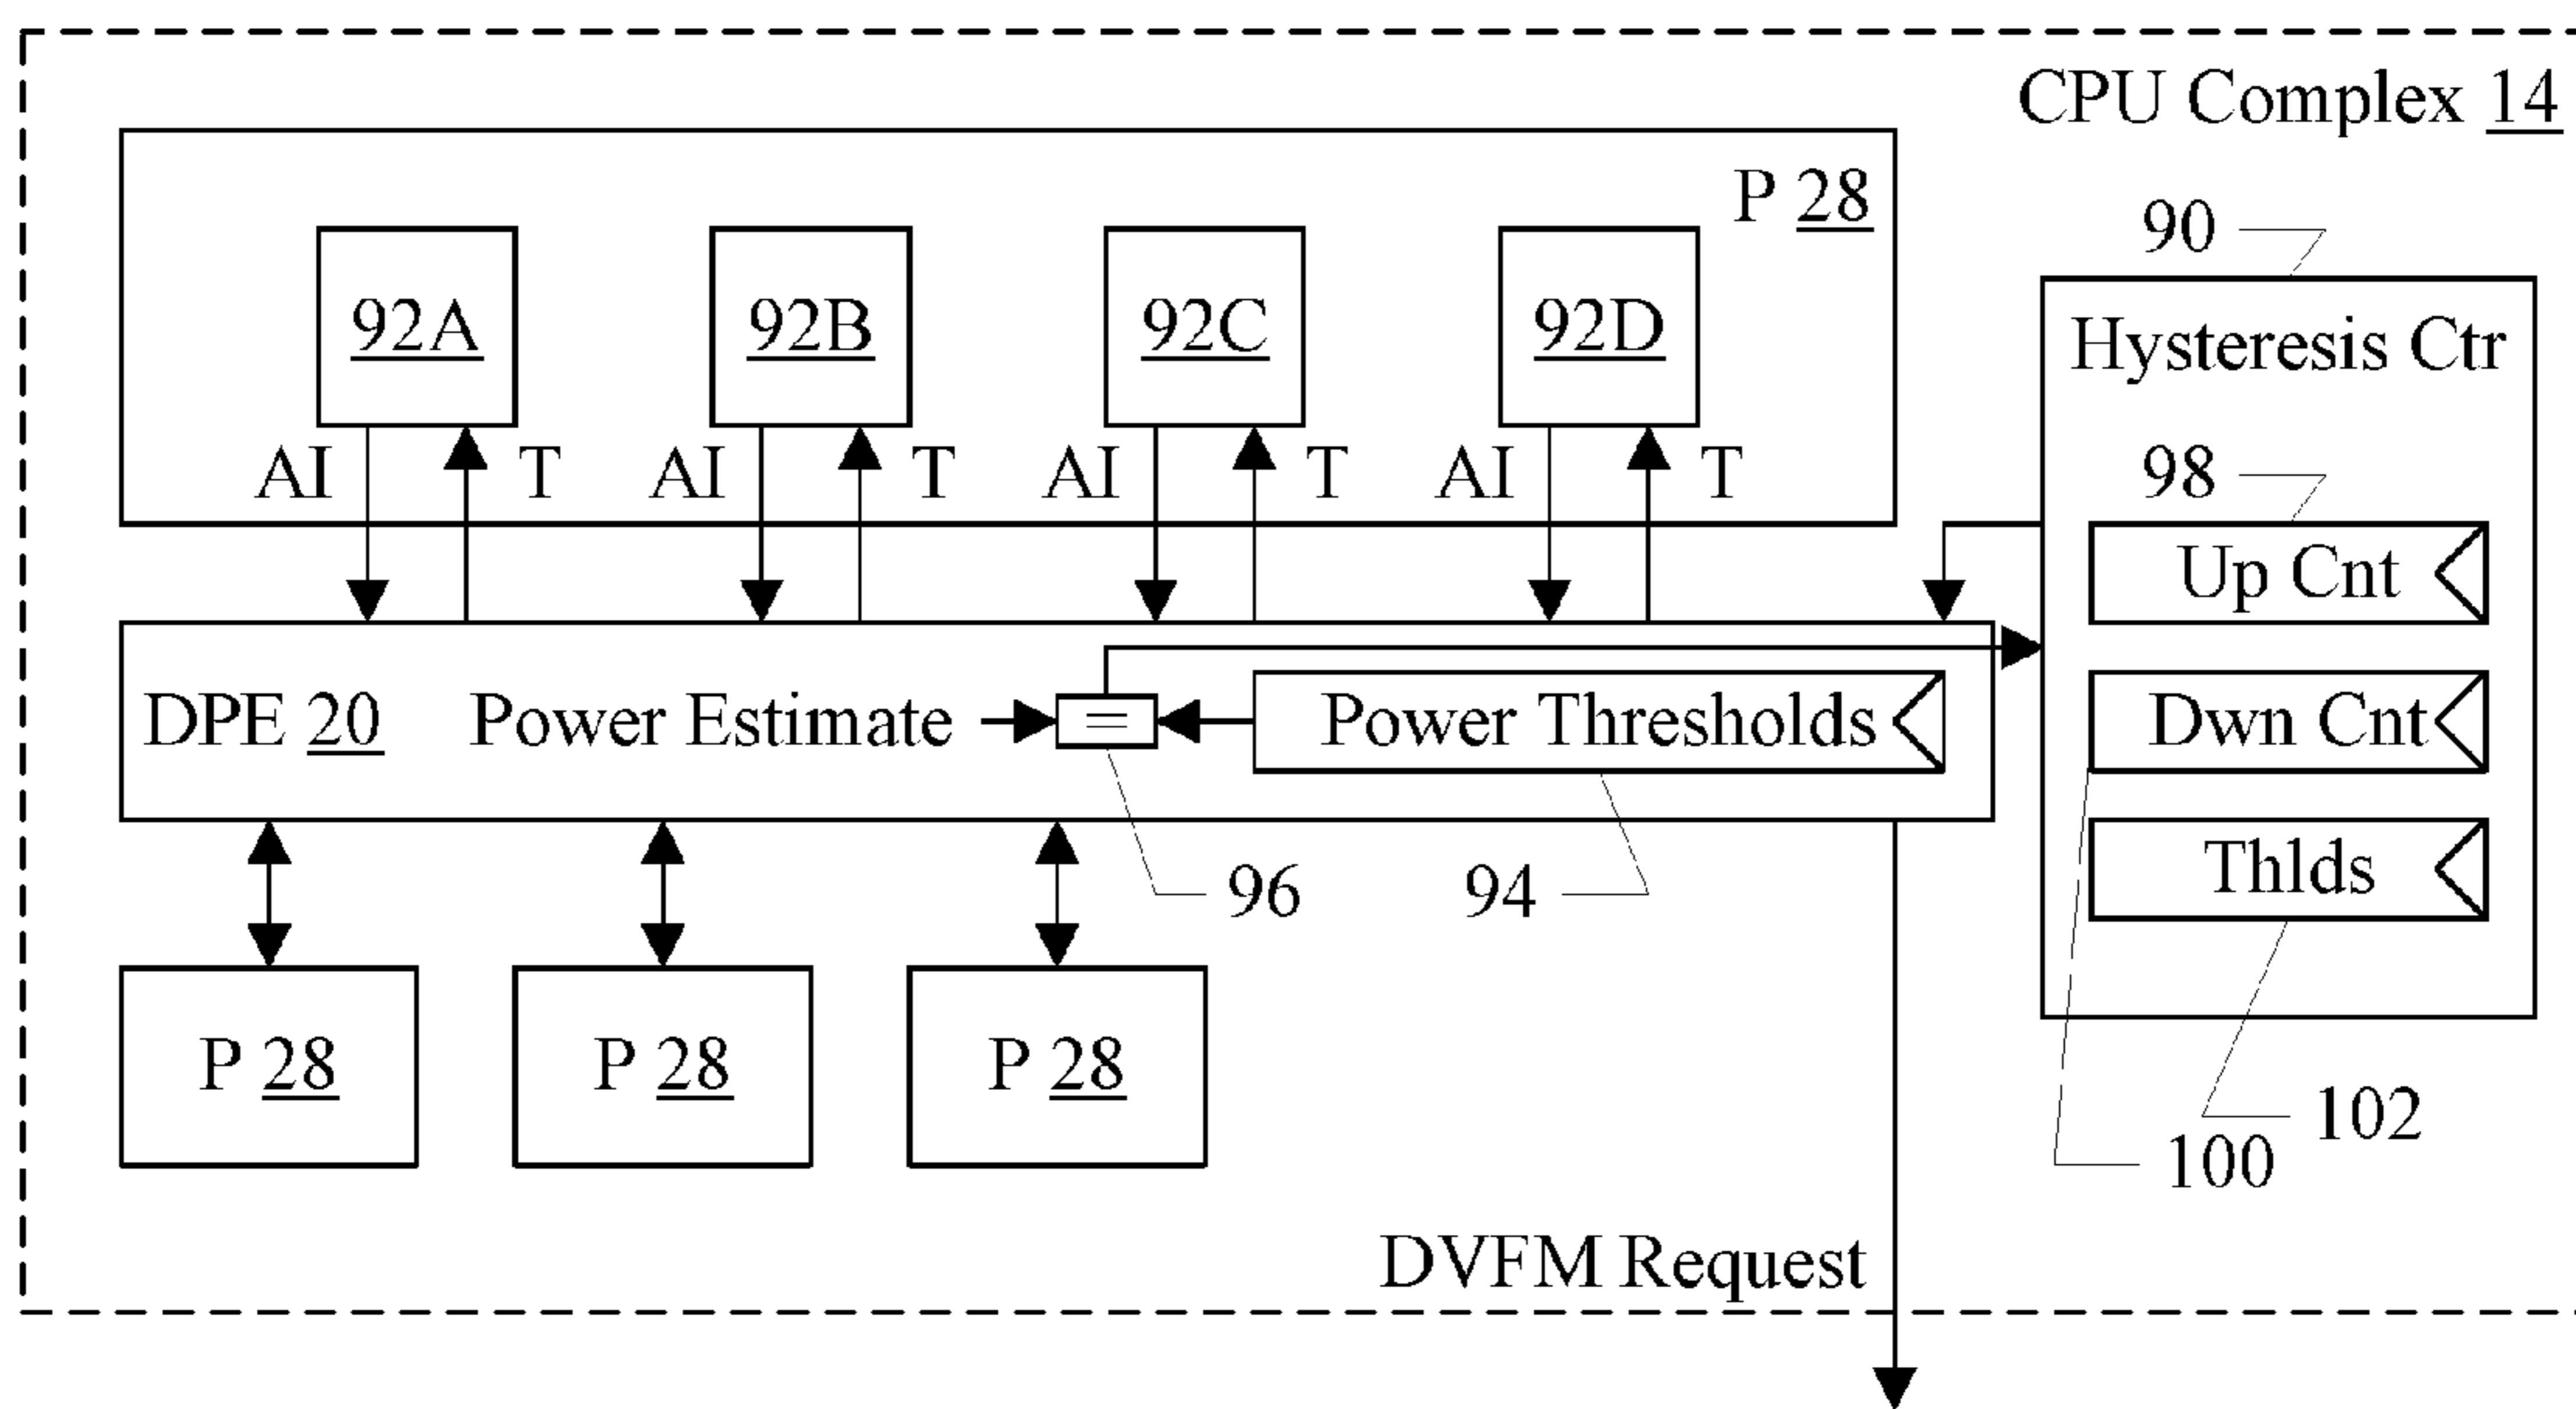 CPU Complex 14
P 28
90
92A
92B
92C
92D
Hysteresis Ctr
AI
T
AI
T
AI
T
AI
T
98
Up Cnt
DPE 20
Power Estimate
=
Power Thresholds
Dwn Cnt
96
94
Thlds
P 28
P 28
P 28
102
100
DVFM Request